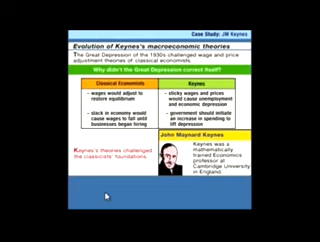 Case Study: JM Keynes
Evolution of Keynes's macroeconomic theories
The Great Depression of the 1930s challenged wage and price
adjustment theories of classical economists.
Why didn't the Great Depression correct itself?
Classical Economists
- wages would adjust to
restore equilibrium
- slack in economy would
cause wages to fall until
businesses began hiring
Keynes
- sticky wages and prices
would cause unemployment
and economic depression
- government should initiate
an increase in spending to
lift depression
Keynes's theories challenged
the classicists' foundations.
John Maynard Keynes
Keynes was a
mathematically
trained Economics
professor at
Cambridge University
in England.